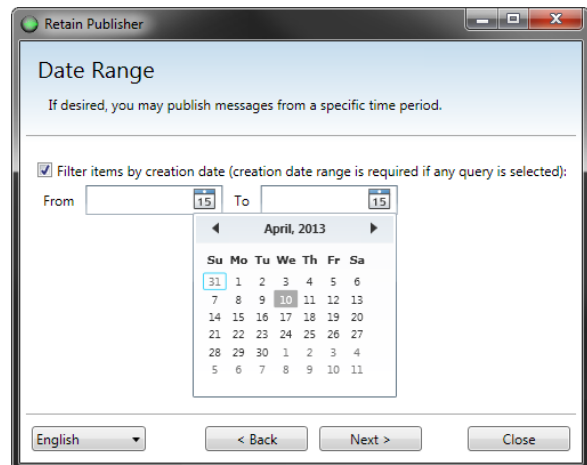 Retain Publisher
Date Range
If desired, you may publish messages from a specific time period.
Filter items by creation date (creation date range is required if any query is selected):
From 15 To 15
April, 2013
Su Mo Tu We Th Fr Sa
31 1 2 3 4 5 6
7 8 9 10 11 12 13
14 15 16 17 18 19 20
21 22 23 24 25 26 27
28 29 30 1 2 3 4
5 6 7 8 9 10 11
English < Back Next > Close